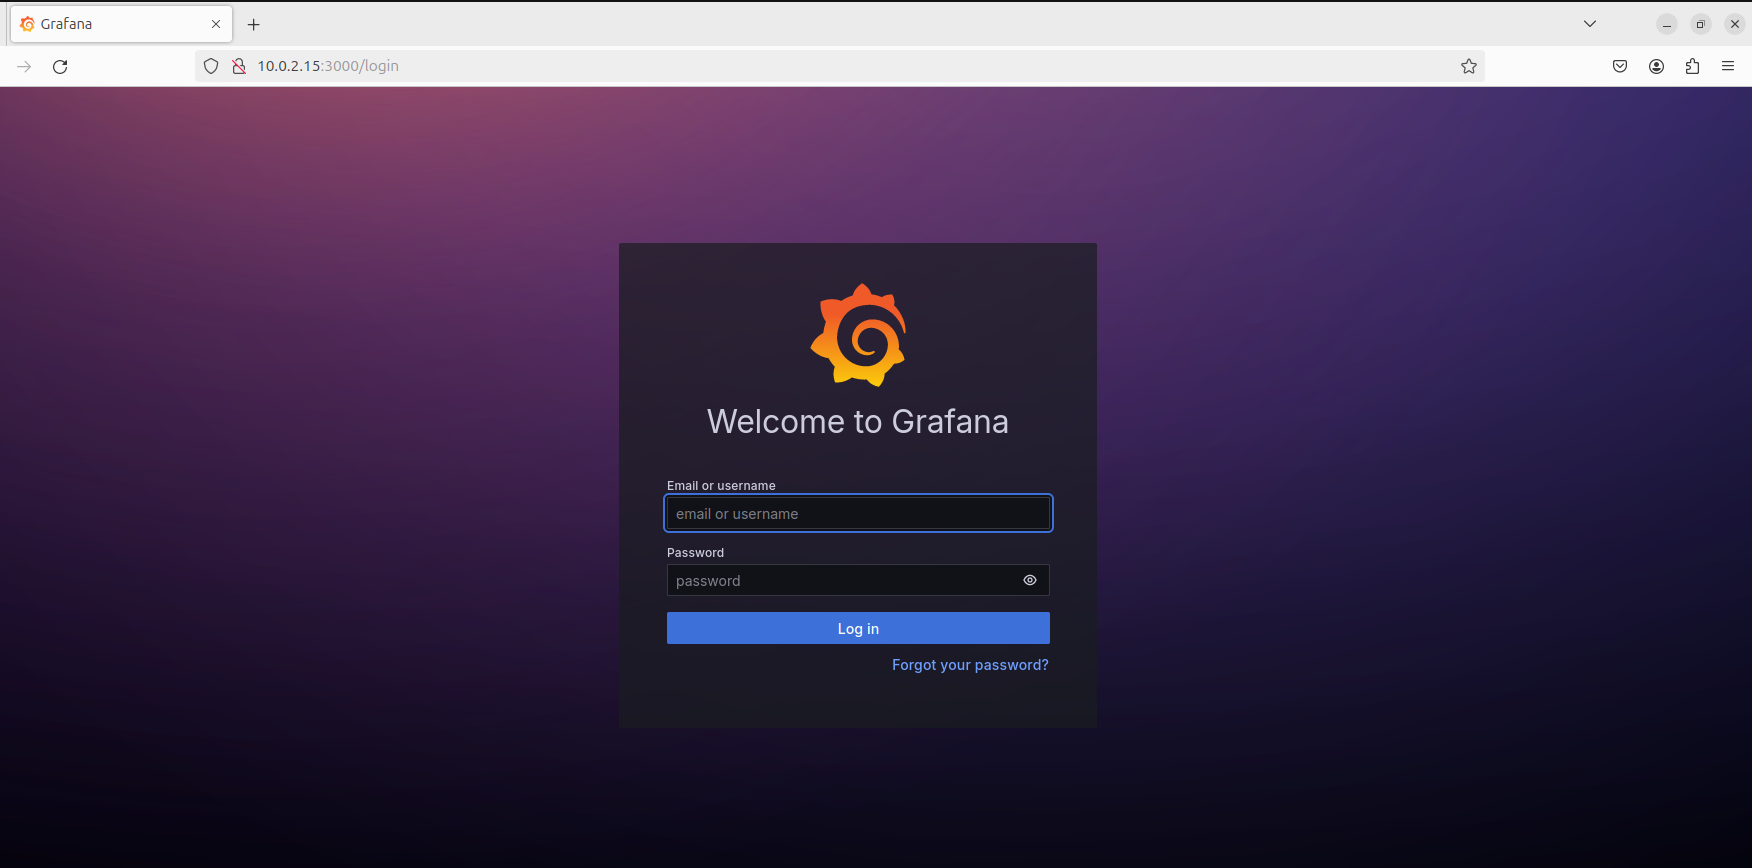 Grafana
10.0.2.15:3000/login
Welcome to Grafana
Email or username
email or username
Password
password
Log in
Forgot your password?